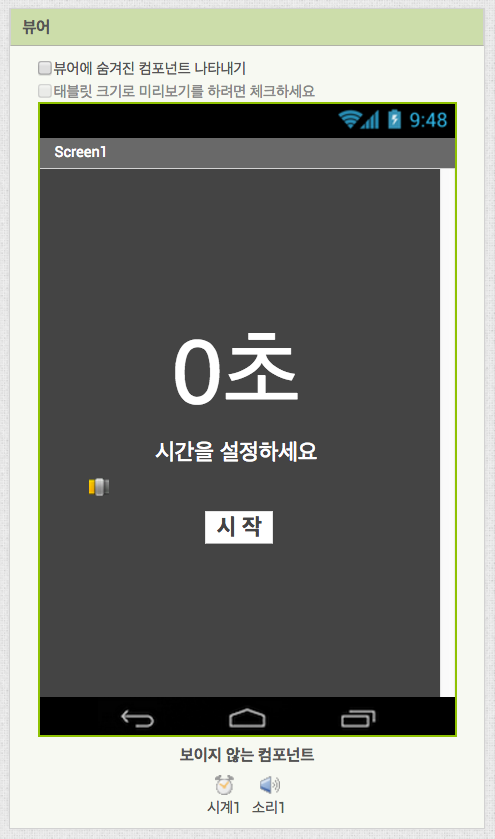 뷰어
뷰어에 숨겨진 컴포넌트 나타내기
태블릿 크기로 미리보기를 하려면 체크하세요
9:48
Screen1
0초
시간을 설정하세요
시 작
보이지 않는 컴포넌트
시계1 소리1